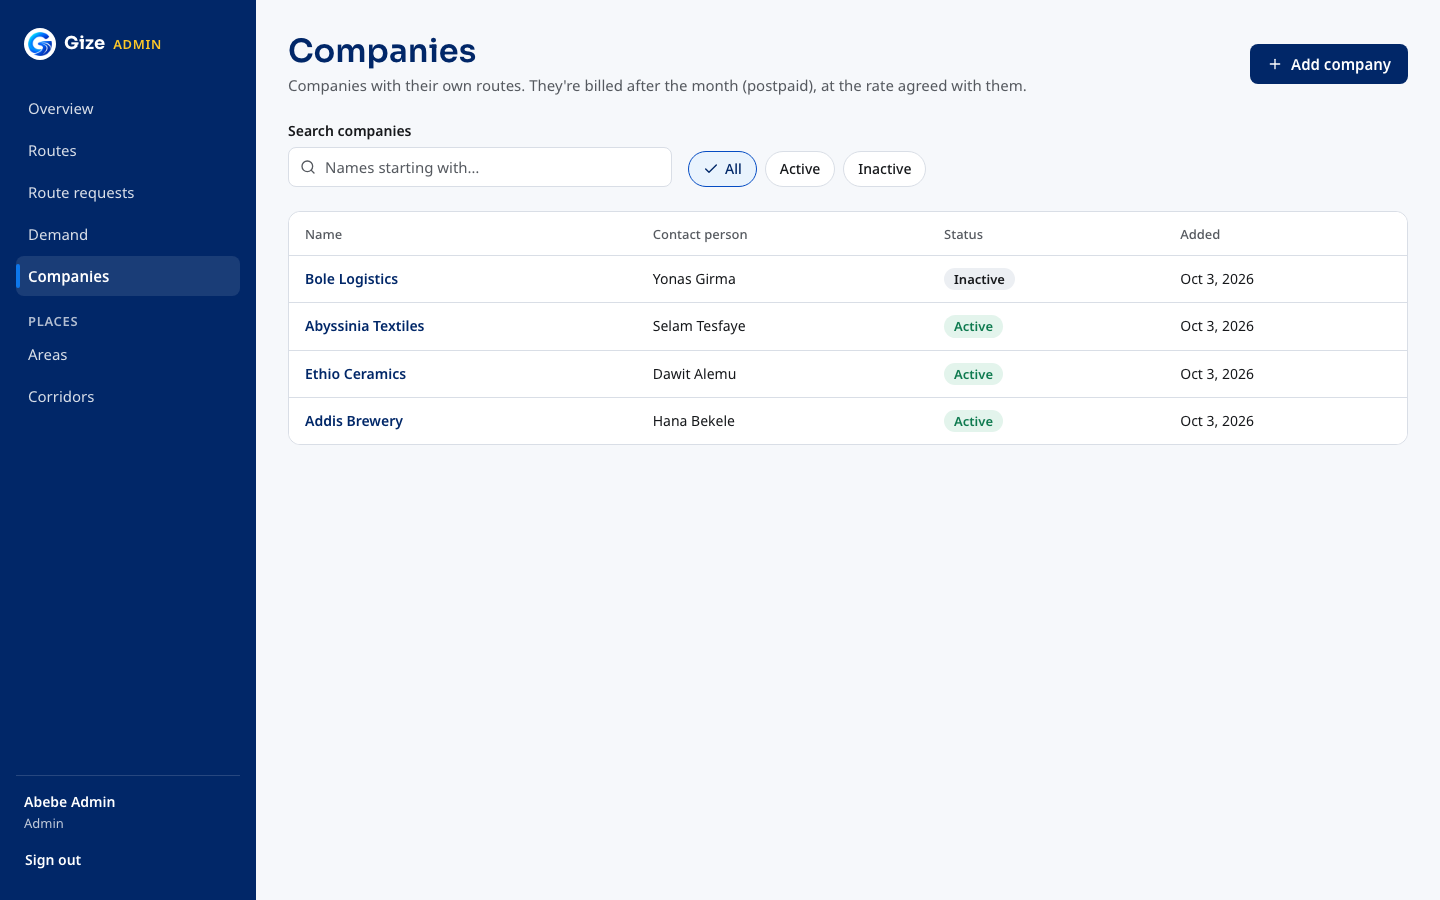 Gize ADMIN
Overview
Routes
Route requests
Demand
Companies
PLACES
Areas
Corridors
Abebe Admin
Admin
Sign out
Companies
Companies with their own routes. They're billed after the month (postpaid), at the rate agreed with them.
+ Add company
Search companies
Names starting with...
All Active Inactive
Name Contact person Status Added
Bole Logistics Yonas Girma Inactive Oct 3, 2026
Abyssinia Textiles Selam Tesfaye Active Oct 3, 2026
Ethio Ceramics Dawit Alemu Active Oct 3, 2026
Addis Brewery Hana Bekele Active Oct 3, 2026